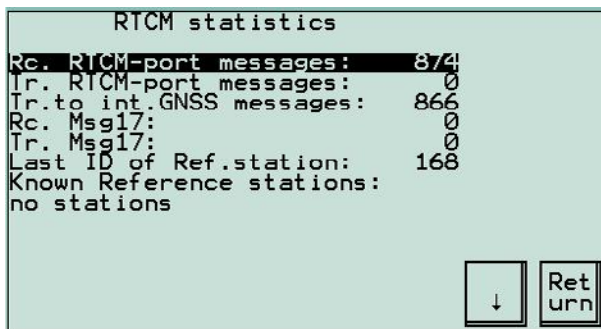 RTCM statistics
Rc. RTCM-port messages: 874
Tr. RTCM-port messages: 0
Tr.to int.GNSS messages: 866
Rc. Msg17: 0
Tr. Msg17: 0
Last ID of Ref.station: 168
Known Reference stations:
no stations
↓
Ret
urn